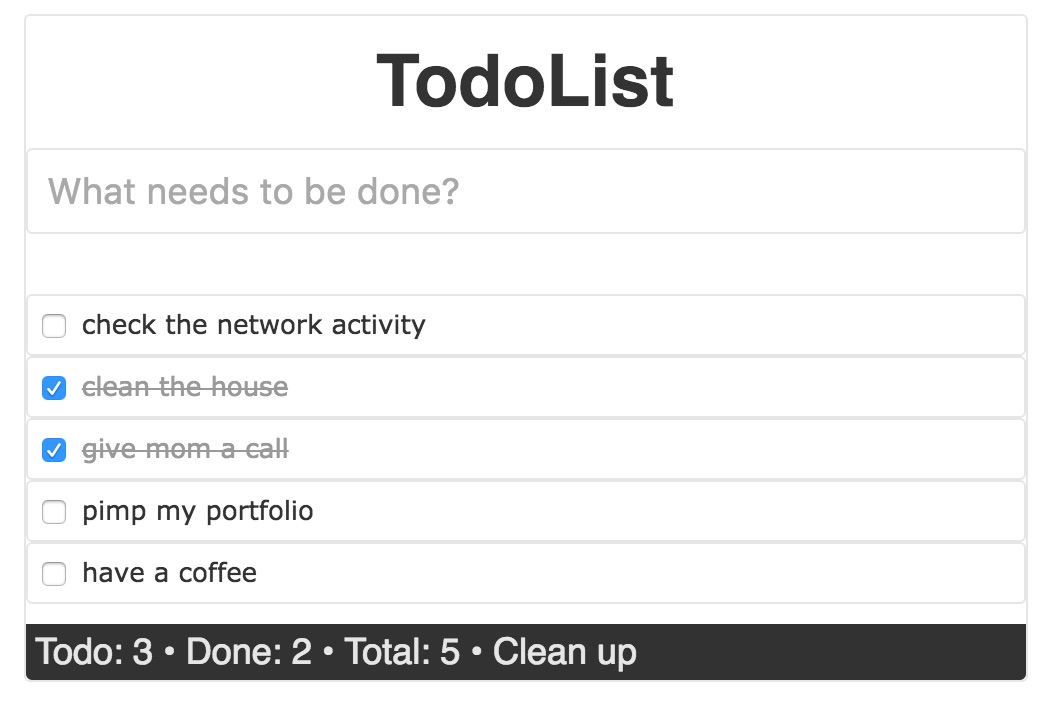 TodoList
What needs to be done?
check the network activity
clean the house
give mom a call
pimp my portfolio
have a coffee
Todo: 3 • Done: 2 • Total: 5 • Clean up